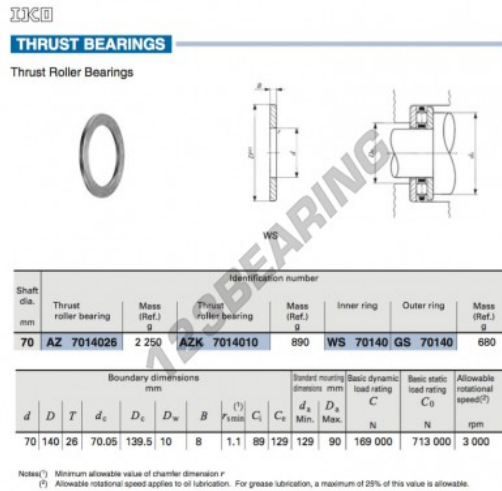 IKO
THRUST BEARINGS
Thrust Roller Bearings
WS
123BEARING
Identification number
Shaft dia. mm
Thrust roller bearing
Mass (Ref.) g
Thrust roller bearing
Mass (Ref.) g
Inner ring
Outer ring
Mass (Ref.) g
70 AZ 7014026 2 250 AZK 7014010 890 WS 70140 GS 70140 680
Boundary dimensions mm
Standard mounting dimensions mm
Basic dynamic load rating C N
Basic static load rating C0 N
Allowable rotational speed(2) rpm
d D T dc Dc Dw B rs min(1) Ci Ce da Min. Da Max.
70 140 26 70.05 139.5 10 8 1.1 89 129 129 90 169 000 713 000 3 000
Notes(1) Minimum allowable value of chamfer dimension r
(2) Allowable rotational speed applies to oil lubrication. For grease lubrication, a maximum of 25% of this value is allowable.